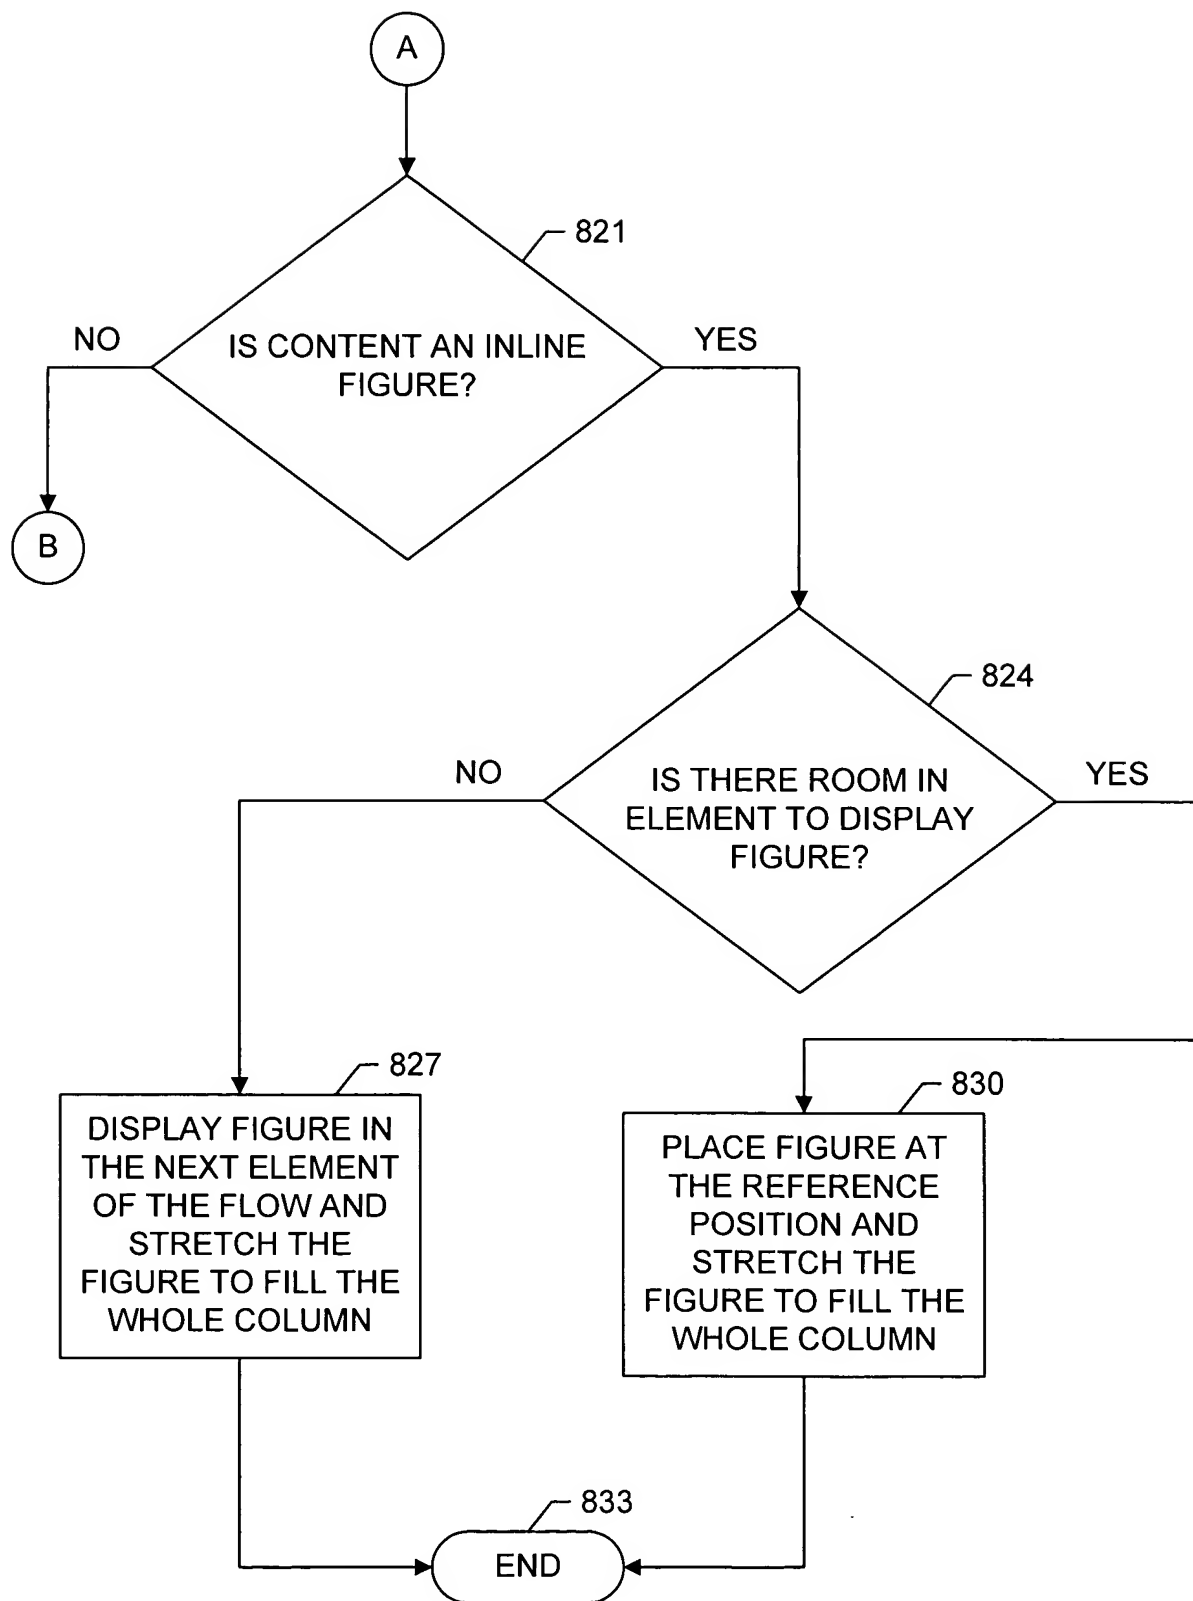 A
821
NO
YES
IS CONTENT AN INLINE
FIGURE?
B
824
NO
YES
IS THERE ROOM IN
ELEMENT TO DISPLAY
FIGURE?
827
DISPLAY FIGURE IN
THE NEXT ELEMENT
OF THE FLOW AND
STRETCH THE
FIGURE TO FILL THE
WHOLE COLUMN
830
PLACE FIGURE AT
THE REFERENCE
POSITION AND
STRETCH THE
FIGURE TO FILL THE
WHOLE COLUMN
833
END